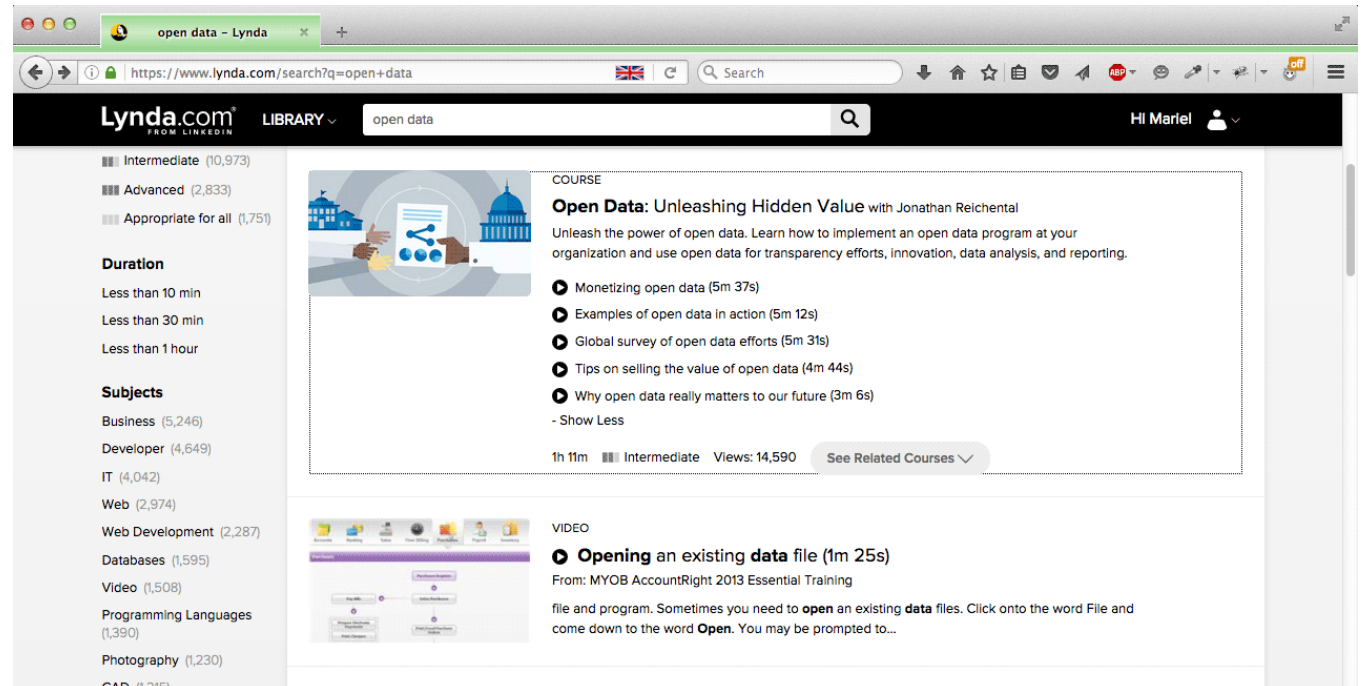 open data – Lynda
https://www.lynda.com/search?q=open+data
Search
ABP
off
Lynda.com®
FROM LINKEDIN
LIBRARY
open data
Hi Mariel
Intermediate (10,973)
Advanced (2,833)
Appropriate for all (1,751)
Duration
Less than 10 min
Less than 30 min
Less than 1 hour
Subjects
Business (5,246)
Developer (4,649)
IT (4,042)
Web (2,974)
Web Development (2,287)
Databases (1,595)
Video (1,508)
Programming Languages
(1,390)
Photography (1,230)
COURSE
Open Data: Unleashing Hidden Value with Jonathan Reichental
Unleash the power of open data. Learn how to implement an open data program at your
organization and use open data for transparency efforts, innovation, data analysis, and reporting.
Monetizing open data (5m 37s)
Examples of open data in action (5m 12s)
Global survey of open data efforts (5m 31s)
Tips on selling the value of open data (4m 44s)
Why open data really matters to our future (3m 6s)
- Show Less
1h 11m Intermediate Views: 14,590 See Related Courses
VIDEO
Opening an existing data file (1m 25s)
From: MYOB AccountRight 2013 Essential Training
file and program. Sometimes you need to open an existing data files. Click onto the word File and
come down to the word Open. You may be prompted to...